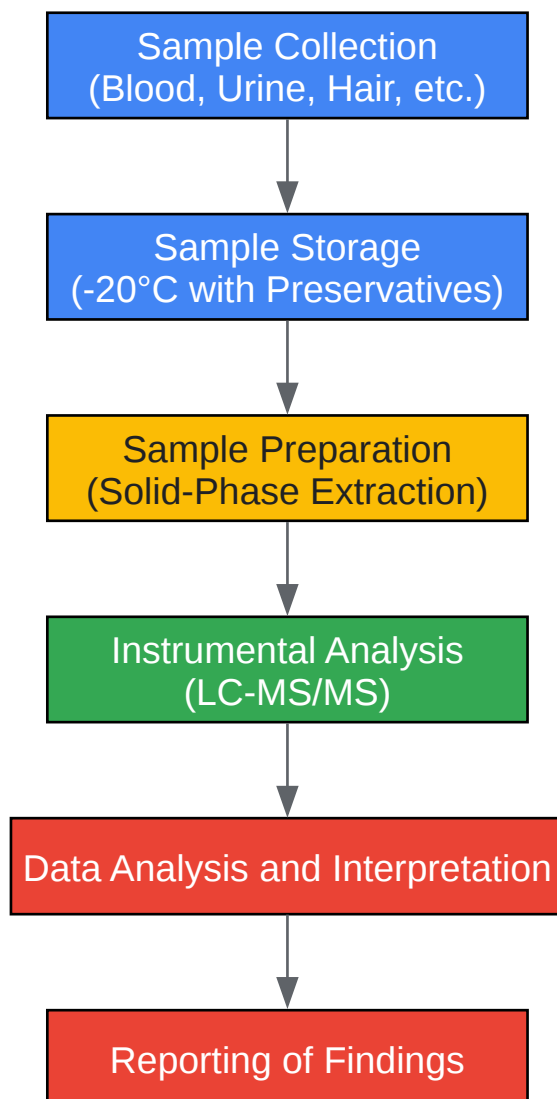 Sample Collection
(Blood, Urine, Hair, etc.)
Sample Storage
(-20°C with Preservatives)
Sample Preparation
(Solid-Phase Extraction)
Instrumental Analysis
(LC-MS/MS)
Data Analysis and Interpretation
Reporting of Findings